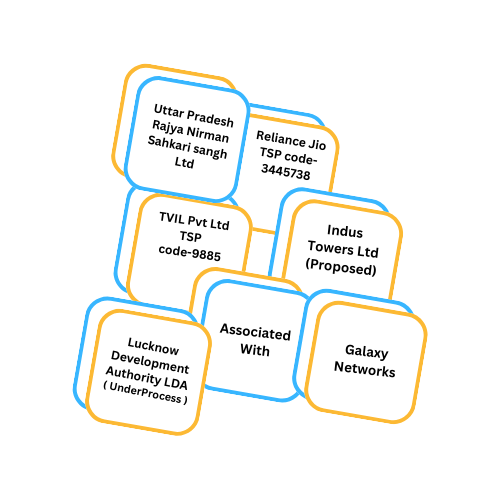 Uttar Pradesh
Rajya Nirman
Sahkari sangh
Ltd
Reliance Jio
TSP code-
3445738
TVIL Pvt Ltd
TSP
code-9885
Indus
Towers Ltd
(Proposed)
Associated
With
Galaxy
Networks
Lucknow
Development
Authority LDA
( UnderProcess )